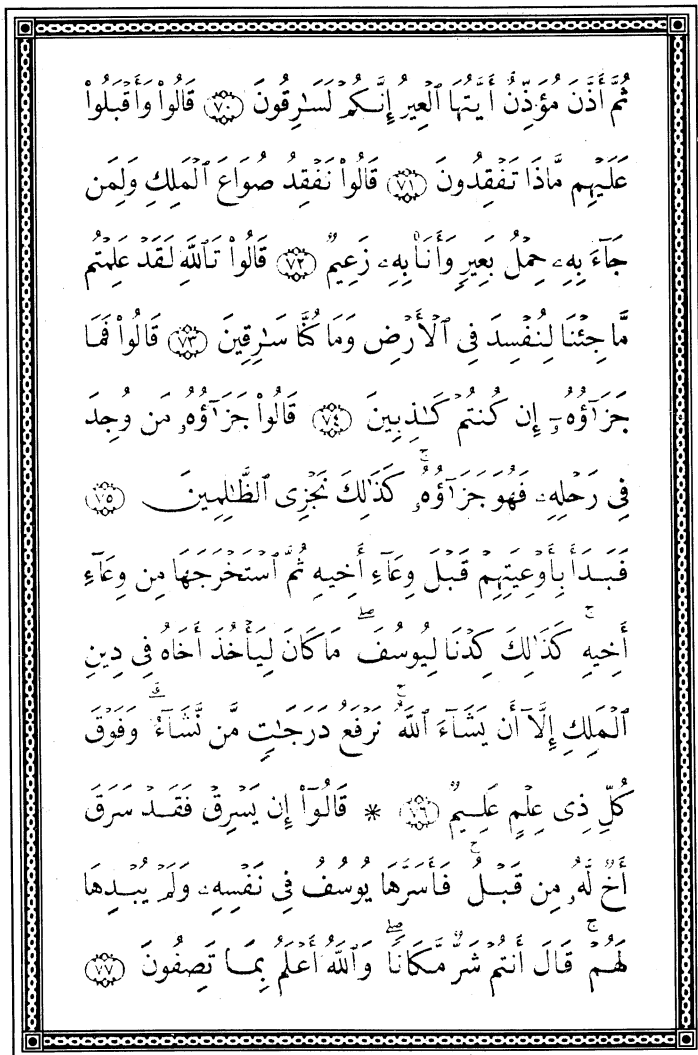 ثُمَّ أَذَّنَ مُؤَذِّنٌ أَيَّتُهَا ٱلْعِيرُ إِنَّكُمْ لَسَـٰرِقُونَ ۝٧٠ قَالُوا۟ وَأَقْبَلُوا۟
عَلَيْهِم مَّاذَا تَفْقِدُونَ ۝٧١ قَالُوا۟ نَفْقِدُ صُوَاعَ ٱلْمَلِكِ وَلِمَن
جَآءَ بِهِۦ حِمْلُ بَعِيرٍ وَأَنَا۠ بِهِۦ زَعِيمٌ ۝٧٢ قَالُوا۟ تَٱللَّهِ لَقَدْ عَلِمْتُم
مَّا جِئْنَا لِنُفْسِدَ فِى ٱلْأَرْضِ وَمَا كُنَّا سَـٰرِقِينَ ۝٧٣ قَالُوا۟ فَمَا
جَزَٰٓؤُهُۥٓ إِن كُنتُمْ كَـٰذِبِينَ ۝٧٤ قَالُوا۟ جَزَٰٓؤُهُۥ مَن وُجِدَ
فِى رَحْلِهِۦ فَهُوَ جَزَٰٓؤُهُۥ ۚ كَذَٰلِكَ نَجْزِى ٱلظَّـٰلِمِينَ ۝٧٥
فَبَدَأَ بِأَوْعِيَتِهِمْ قَبْلَ وِعَآءِ أَخِيهِ ثُمَّ ٱسْتَخْرَجَهَا مِن وِعَآءِ
أَخِيهِ ۚ كَذَٰلِكَ كِدْنَا لِيُوسُفَ ۖ مَا كَانَ لِيَأْخُذَ أَخَاهُ فِى دِينِ
ٱلْمَلِكِ إِلَّآ أَن يَشَآءَ ٱللَّهُ ۚ نَرْفَعُ دَرَجَـٰتٍ مَّن نَّشَآءُ ۗ وَفَوْقَ
كُلِّ ذِى عِلْمٍ عَلِيمٌ ۝٧٦ * قَالُوٓا۟ إِن يَسْرِقْ فَقَدْ سَرَقَ
أَخٌ لَّهُۥ مِن قَبْلُ ۚ فَأَسَرَّهَا يُوسُفُ فِى نَفْسِهِۦ وَلَمْ يُبْدِهَا
لَهُمْ ۚ قَالَ أَنتُمْ شَرٌّ مَّكَانًا ۖ وَٱللَّهُ أَعْلَمُ بِمَا تَصِفُونَ ۝٧٧